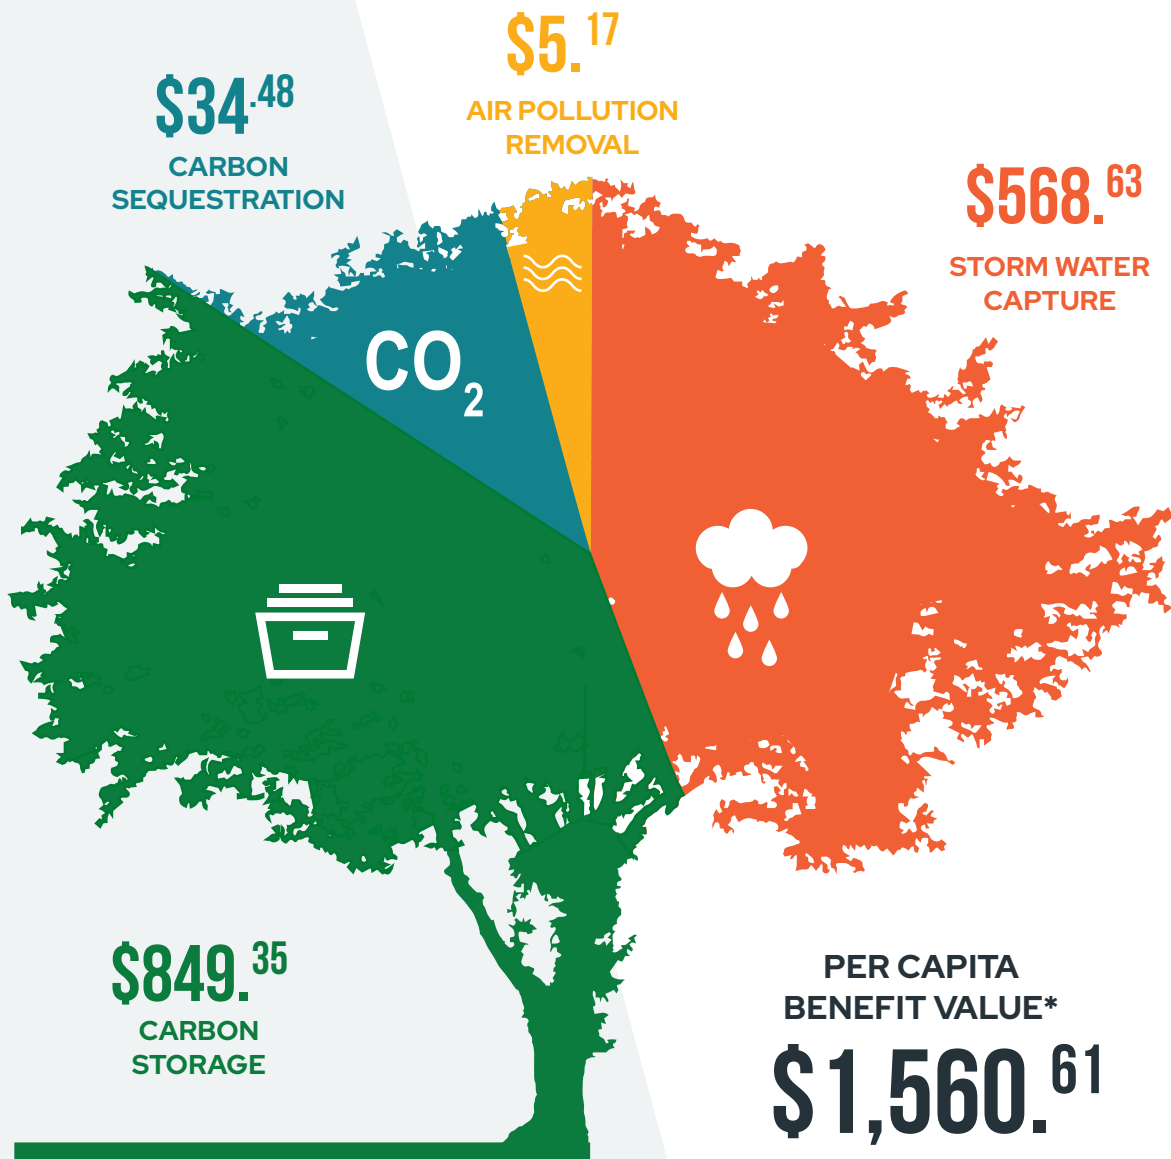 $5.17
AIR POLLUTION
REMOVAL
$34.48
CARBON
SEQUESTRATION
$568.63
STORM WATER
CAPTURE
CO2
$849.35
CARBON
STORAGE
PER CAPITA
BENEFIT VALUE*
$1,560.61